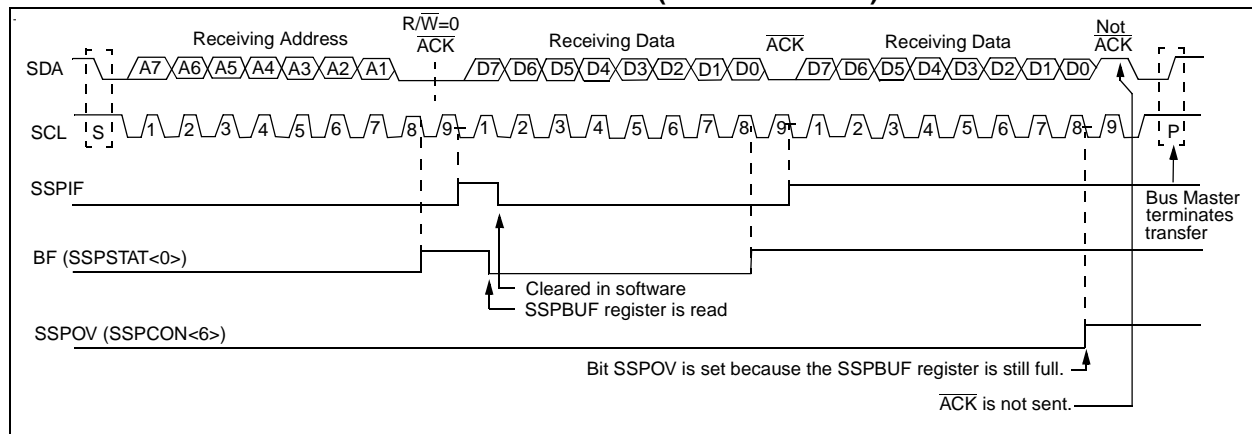 R/W̅=0
Receiving Address
A̅C̅K̅
Receiving Data
A̅C̅K̅
Receiving Data
Not
A̅C̅K̅
SDA
A7 A6 A5 A4 A3 A2 A1
D7 D6 D5 D4 D3 D2 D1 D0
D7 D6 D5 D4 D3 D2 D1 D0
SCL
S
1 2 3 4 5 6 7 8 9
1 2 3 4 5 6 7 8 9
1 2 3 4 5 6 7 8 9
P
SSPIF
Bus Master
terminates
transfer
BF (SSPSTAT<0>)
Cleared in software
SSPBUF register is read
SSPOV (SSPCON<6>)
Bit SSPOV is set because the SSPBUF register is still full.
A̅C̅K̅ is not sent.